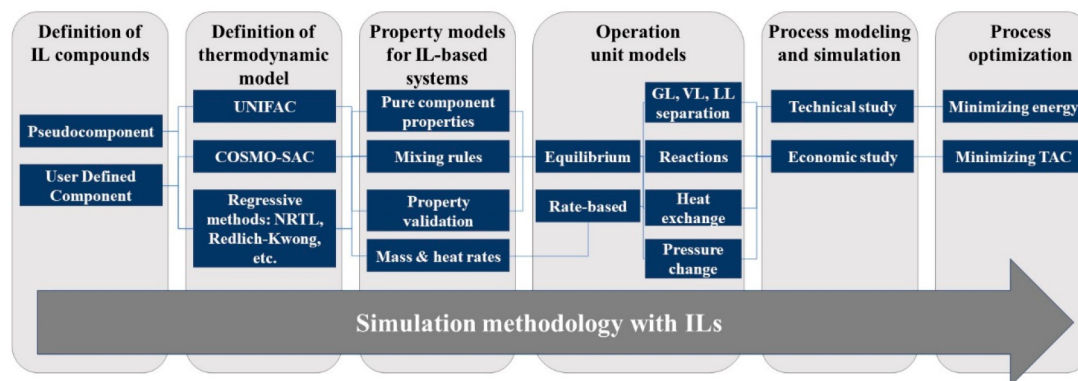 Definition of
IL compounds
Pseudocomponent
User Defined
Component
Definition of
thermodynamic
model
UNIFAC
COSMO-SAC
Regressive
methods: NRTL,
Redlich-Kwong,
etc.
Property models
for IL-based
systems
Pure component
properties
Mixing rules
Property
validation
Mass & heat rates
Operation
unit models
Equilibrium
Rate-based
GL, VL, LL
separation
Reactions
Heat
exchange
Pressure
change
Process modeling
and simulation
Technical study
Economic study
Process
optimization
Minimizing energy
Minimizing TAC
Simulation methodology with ILs